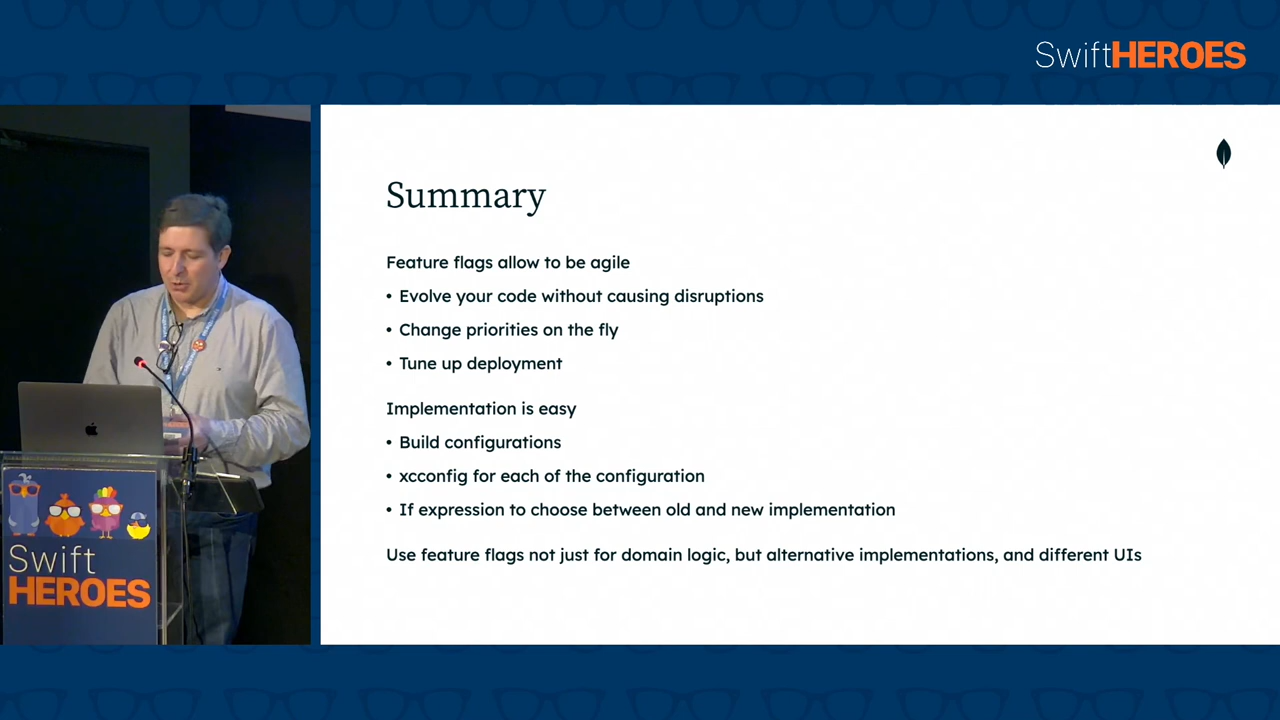 SwiftHEROES
Summary
Feature flags allow to be agile
• Evolve your code without causing disruptions
• Change priorities on the fly
• Tune up deployment
Implementation is easy
• Build configurations
• xcconfig for each of the configuration
• If expression to choose between old and new implementation
Use feature flags not just for domain logic, but alternative implementations, and different UIs
Swift
HEROES